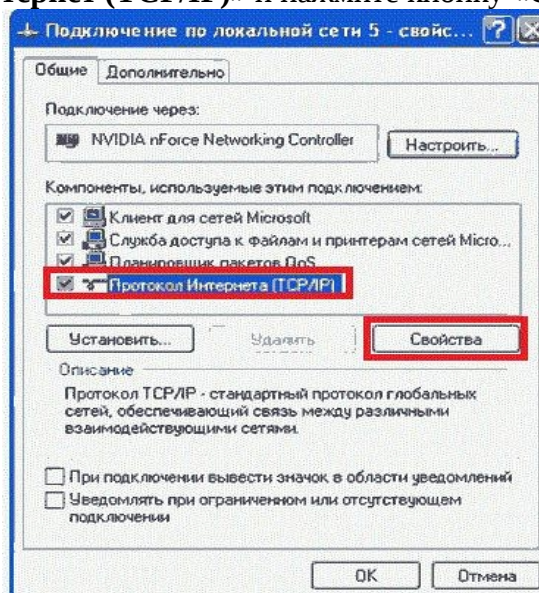 (TCP/IP)» и нажмите кнопку «
Подключение по локальной сети 5 - свойс...
Общие Дополнительно
Подключение через:
NVIDIA nForce Networking Controller
Настроить...
Компоненты, используемые этим подключением:
Клиент для сетей Microsoft
Служба доступа к файлам и принтерам сетей Micro...
Планировщик пакетов QoS
Протокол Интернета (TCP/IP)
Установить... Удалить Свойства
Описание
Протокол TCP/IP - стандартный протокол глобальных
сетей, обеспечивающий связь между различными
взаимодействующими сетями.
При подключении вывести значок в области уведомлений
Уведомлять при ограниченном или отсутствующем
подключении
OK Отмена